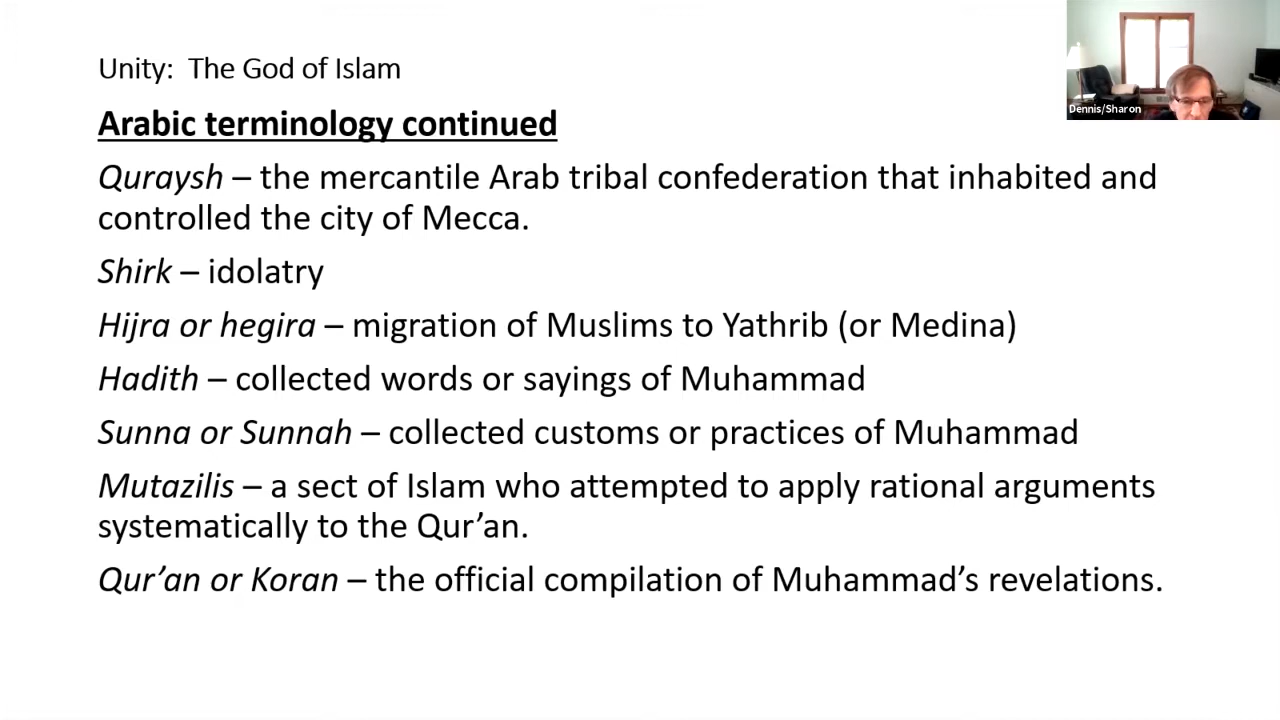 Unity:  The God of Islam
Dennis/Sharon
Arabic terminology continued
Quraysh – the mercantile Arab tribal confederation that inhabited and
controlled the city of Mecca.
Shirk – idolatry
Hijra or hegira – migration of Muslims to Yathrib (or Medina)
Hadith – collected words or sayings of Muhammad
Sunna or Sunnah – collected customs or practices of Muhammad
Mutazilis – a sect of Islam who attempted to apply rational arguments
systematically to the Qur’an.
Qur’an or Koran – the official compilation of Muhammad’s revelations.